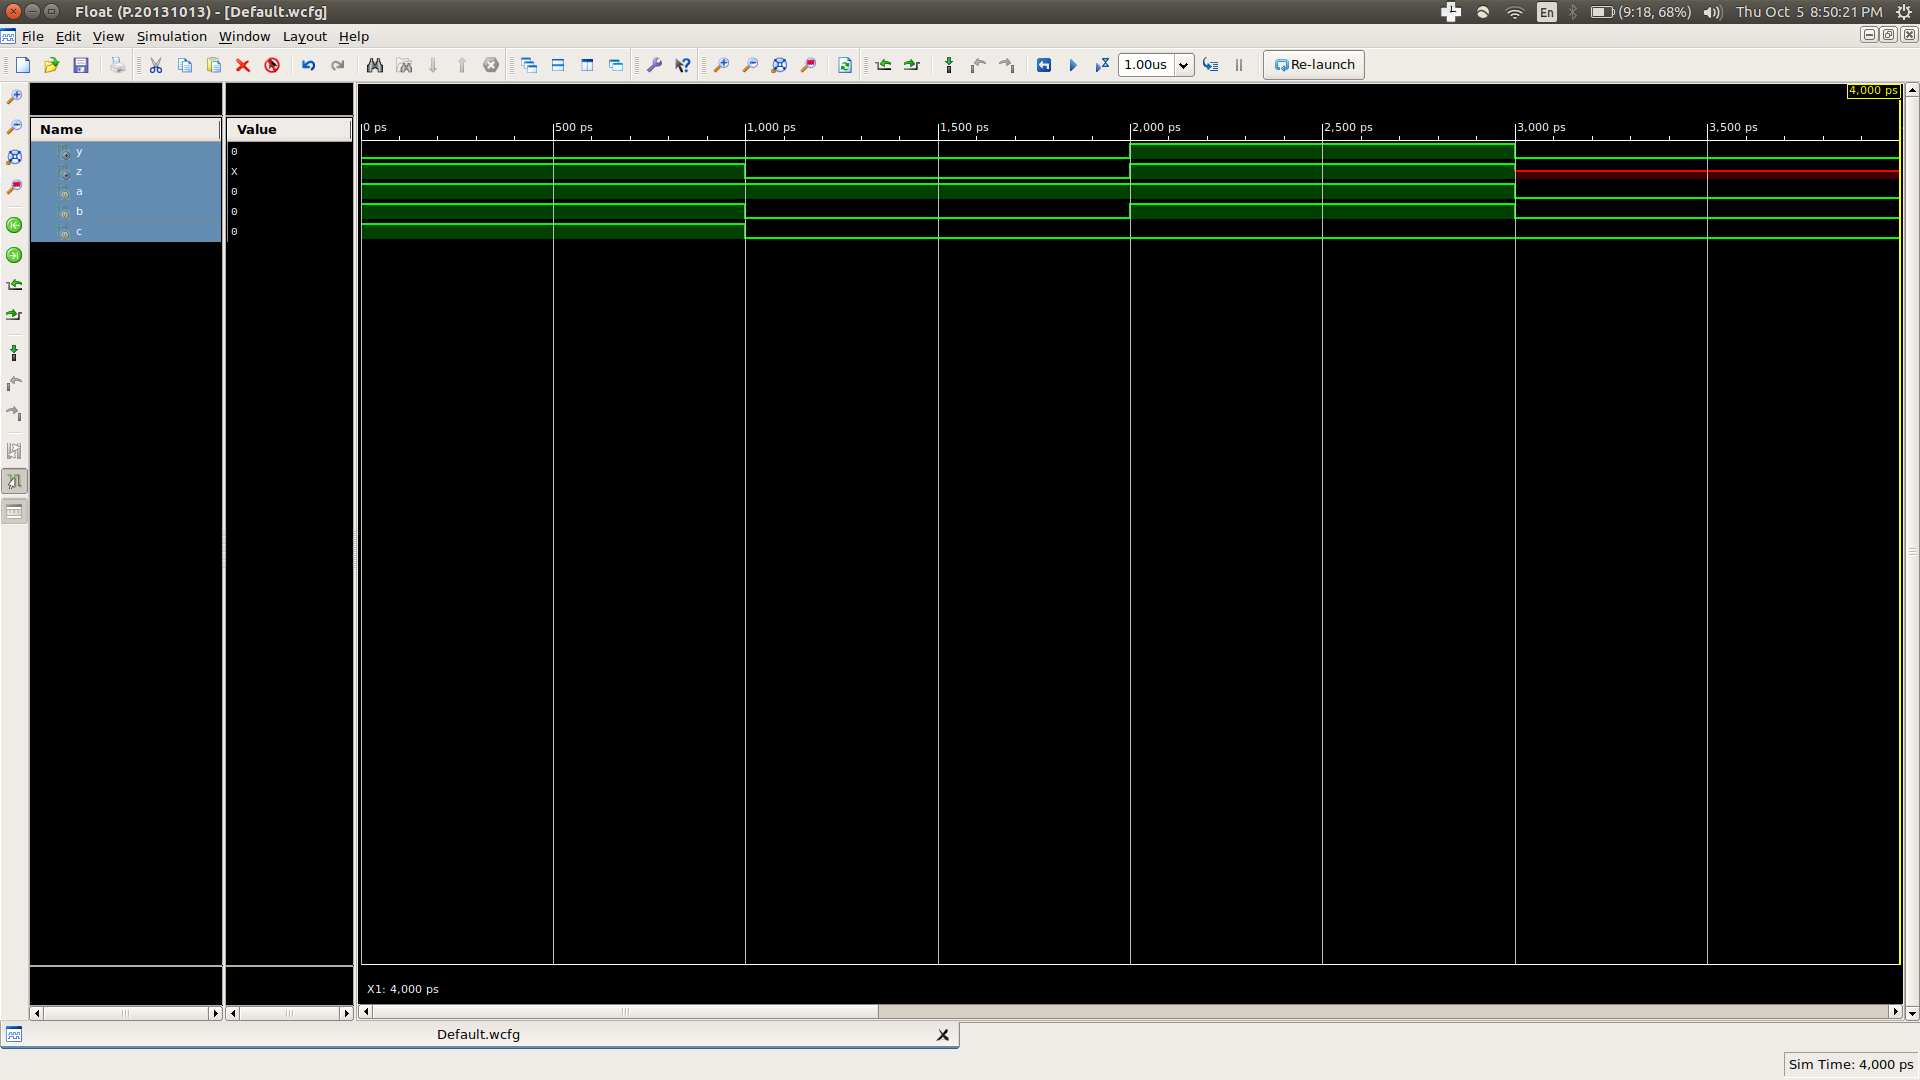 Float (P.20131013) - [Default.wcfg]
En
(9:18, 68%)
Thu Oct 5 8:50:21 PM
File Edit View Simulation Window Layout Help
1.00us
Re-launch
4,000 ps
Name
Value
0 ps 500 ps 1,000 ps 1,500 ps 2,000 ps 2,500 ps 3,000 ps 3,500 ps
y 0
z X
a 0
b 0
c 0
X1: 4,000 ps
Default.wcfg
Sim Time: 4,000 ps